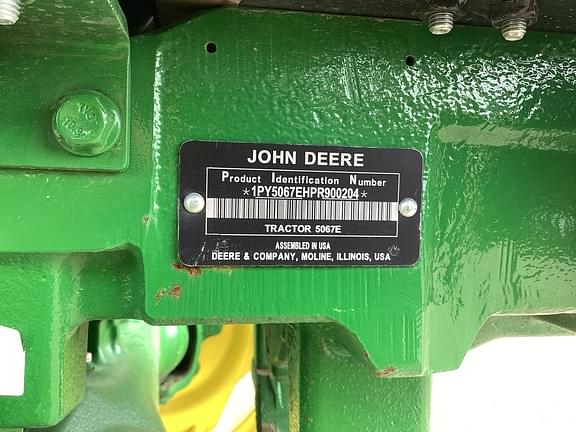 JOHN DEERE
Product Identification Number
*1PY5067EHPR900204*
TRACTOR 5067E
ASSEMBLED IN USA
DEERE & COMPANY, MOLINE, ILLINOIS, USA